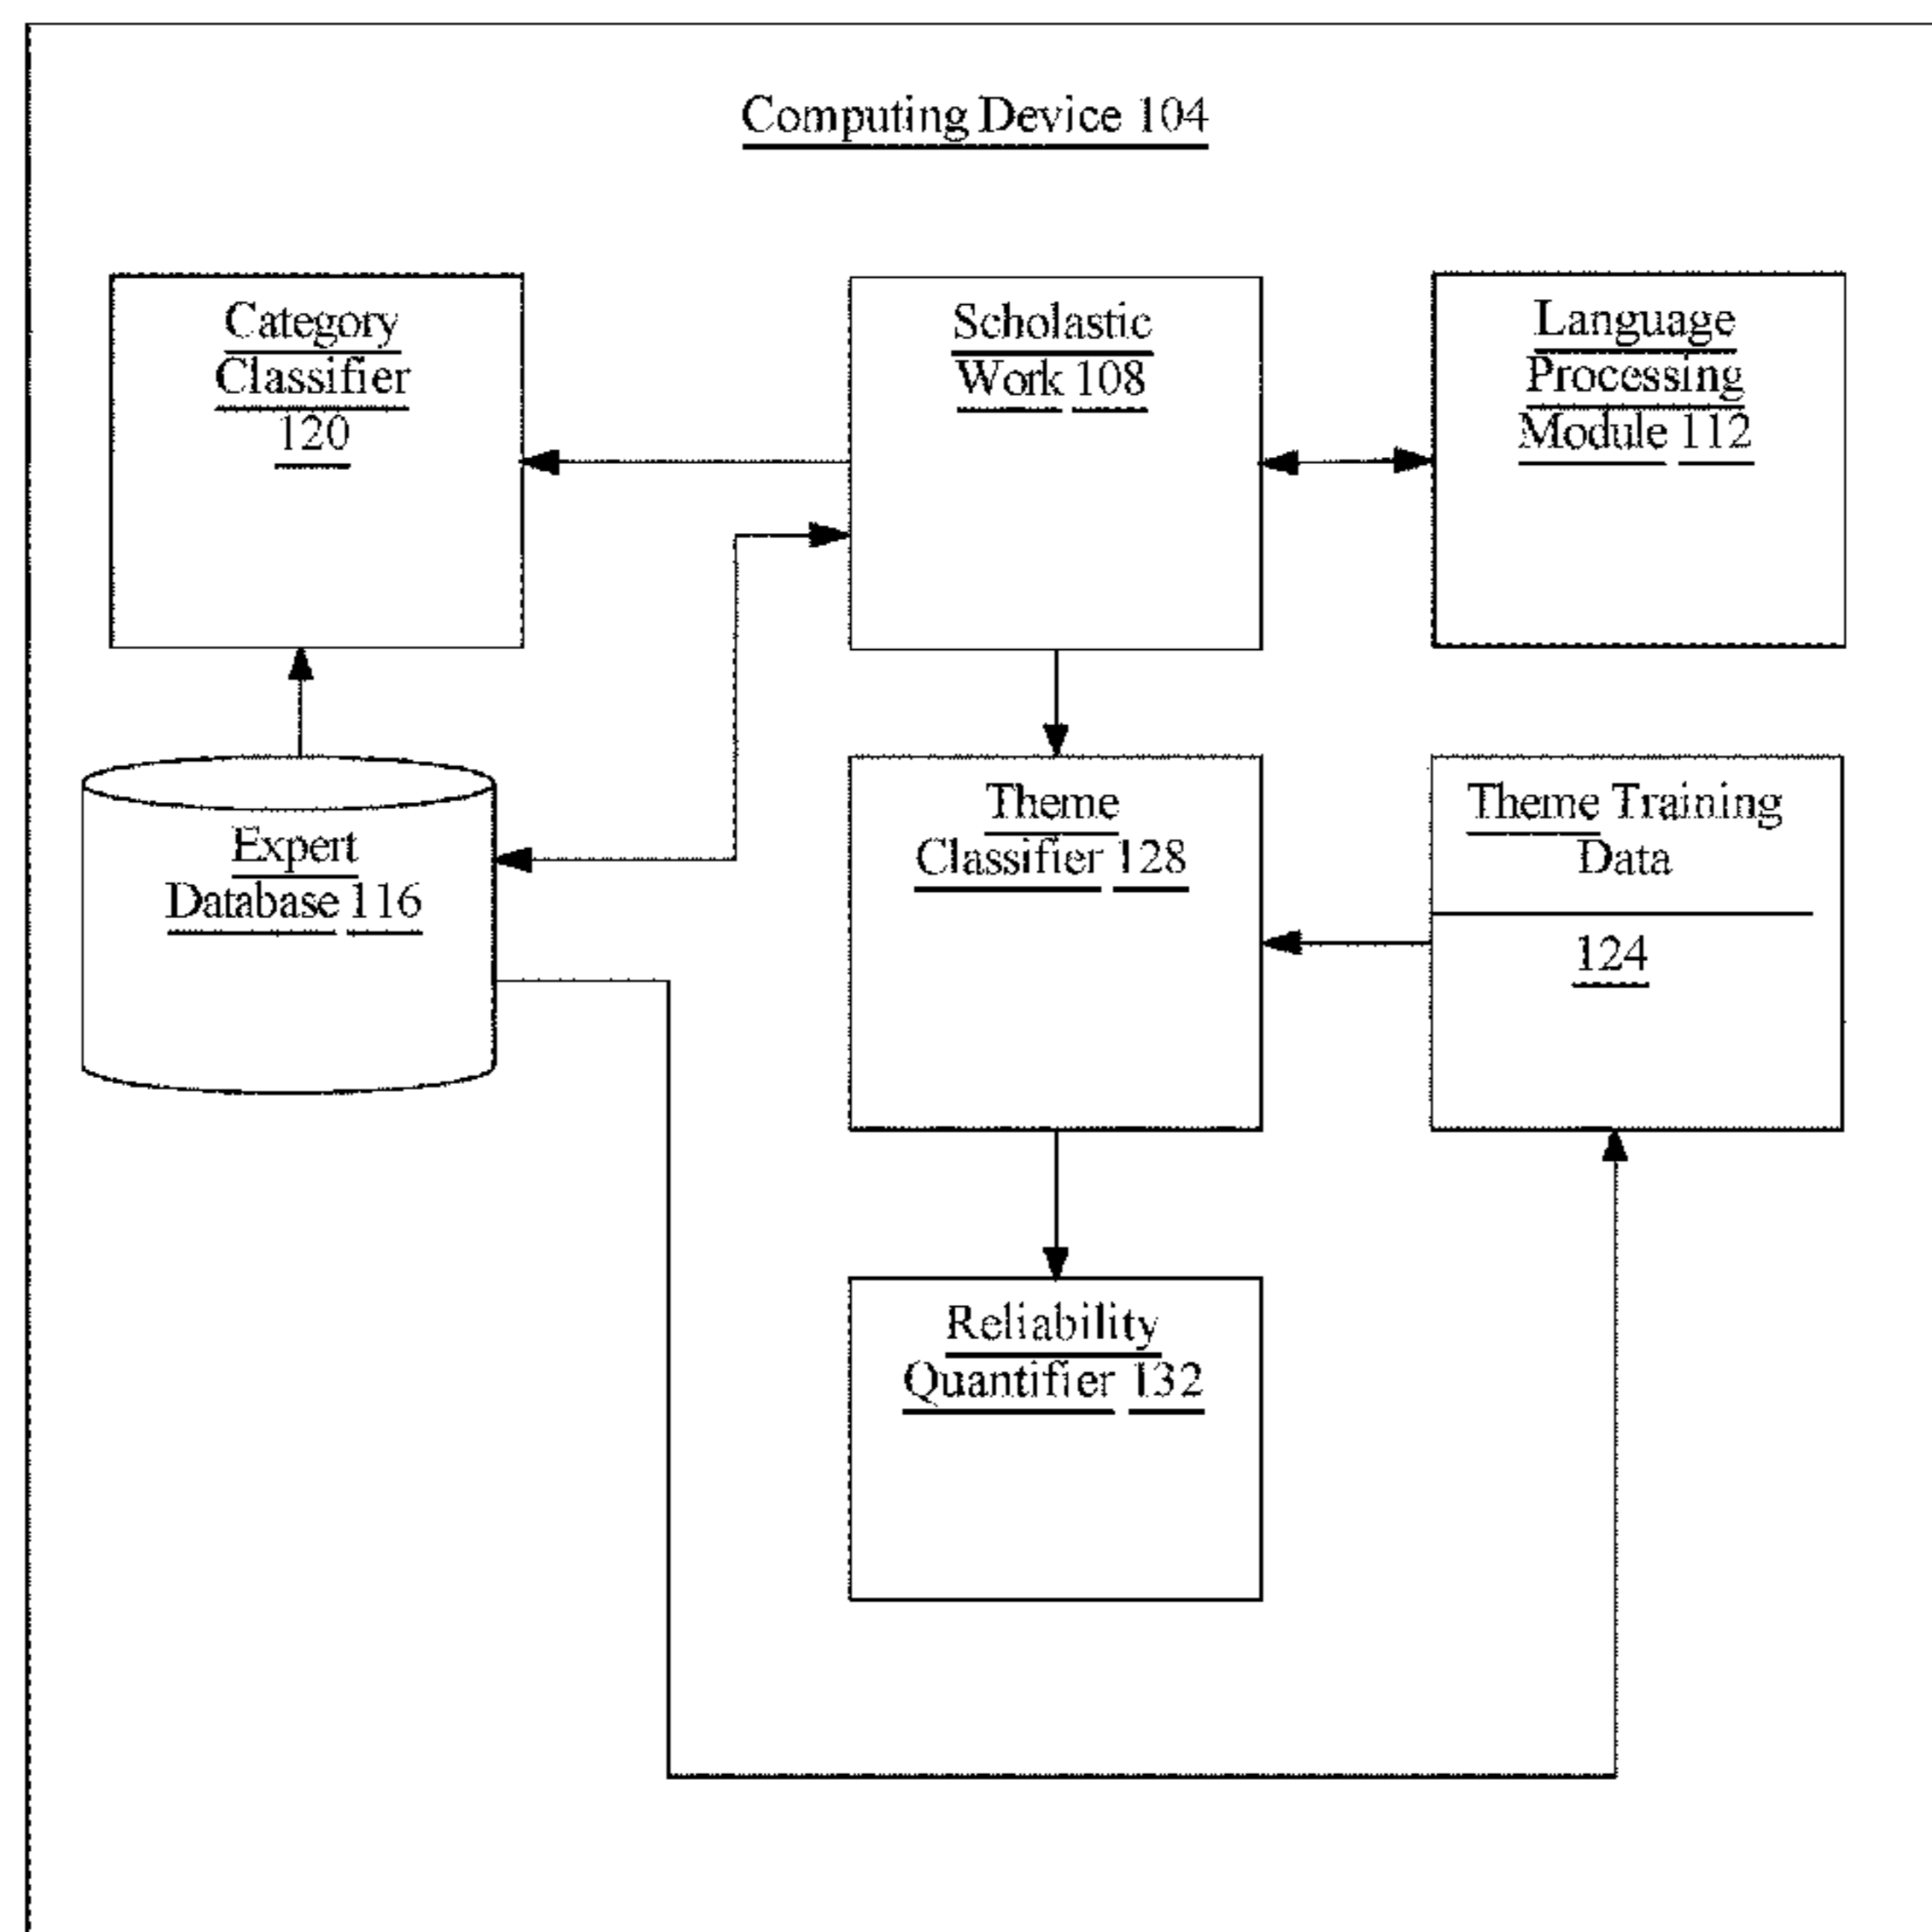 Computing Device 104
Category
Classifier
120
Scholastic
Work 108
Language
Processing
Module 112
Expert
Database 116
Theme
Classifier 128
Theme Training
Data
124
Reliability
Quantifier 132